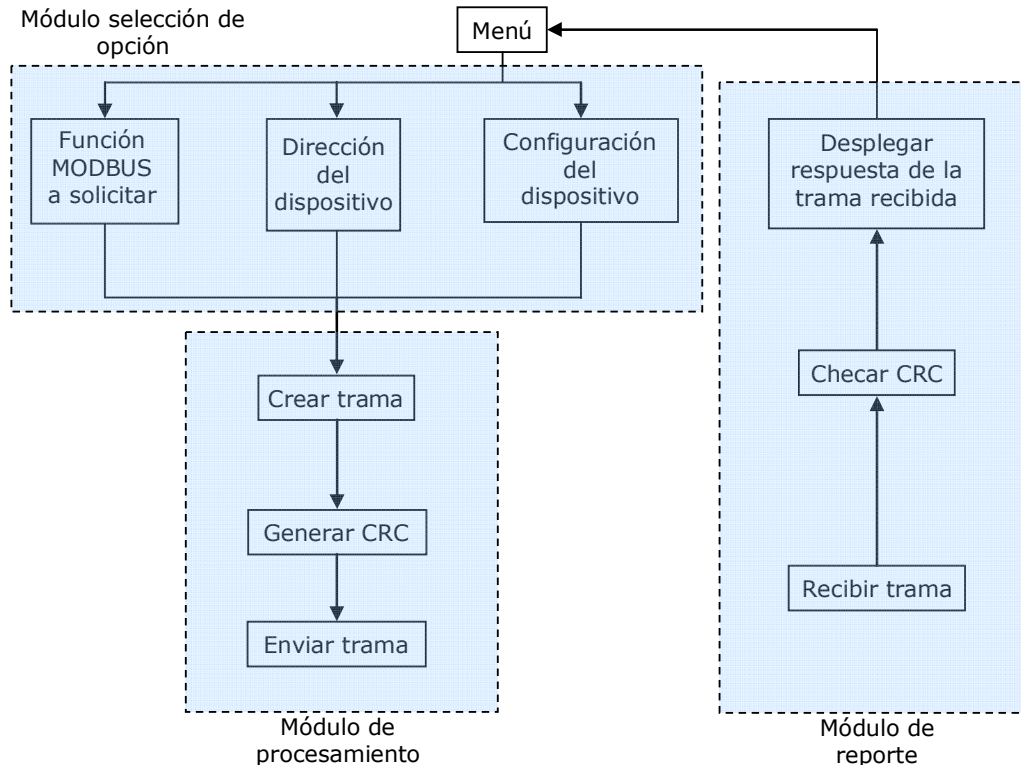 Módulo selección de
opción
Menú
Función
MODBUS
a solicitar
Dirección
del
dispositivo
Configuración
del
dispositivo
Crear trama
Generar CRC
Enviar trama
Módulo de
procesamiento
Desplegar
respuesta de la
trama recibida
Checar CRC
Recibir trama
Módulo de
reporte